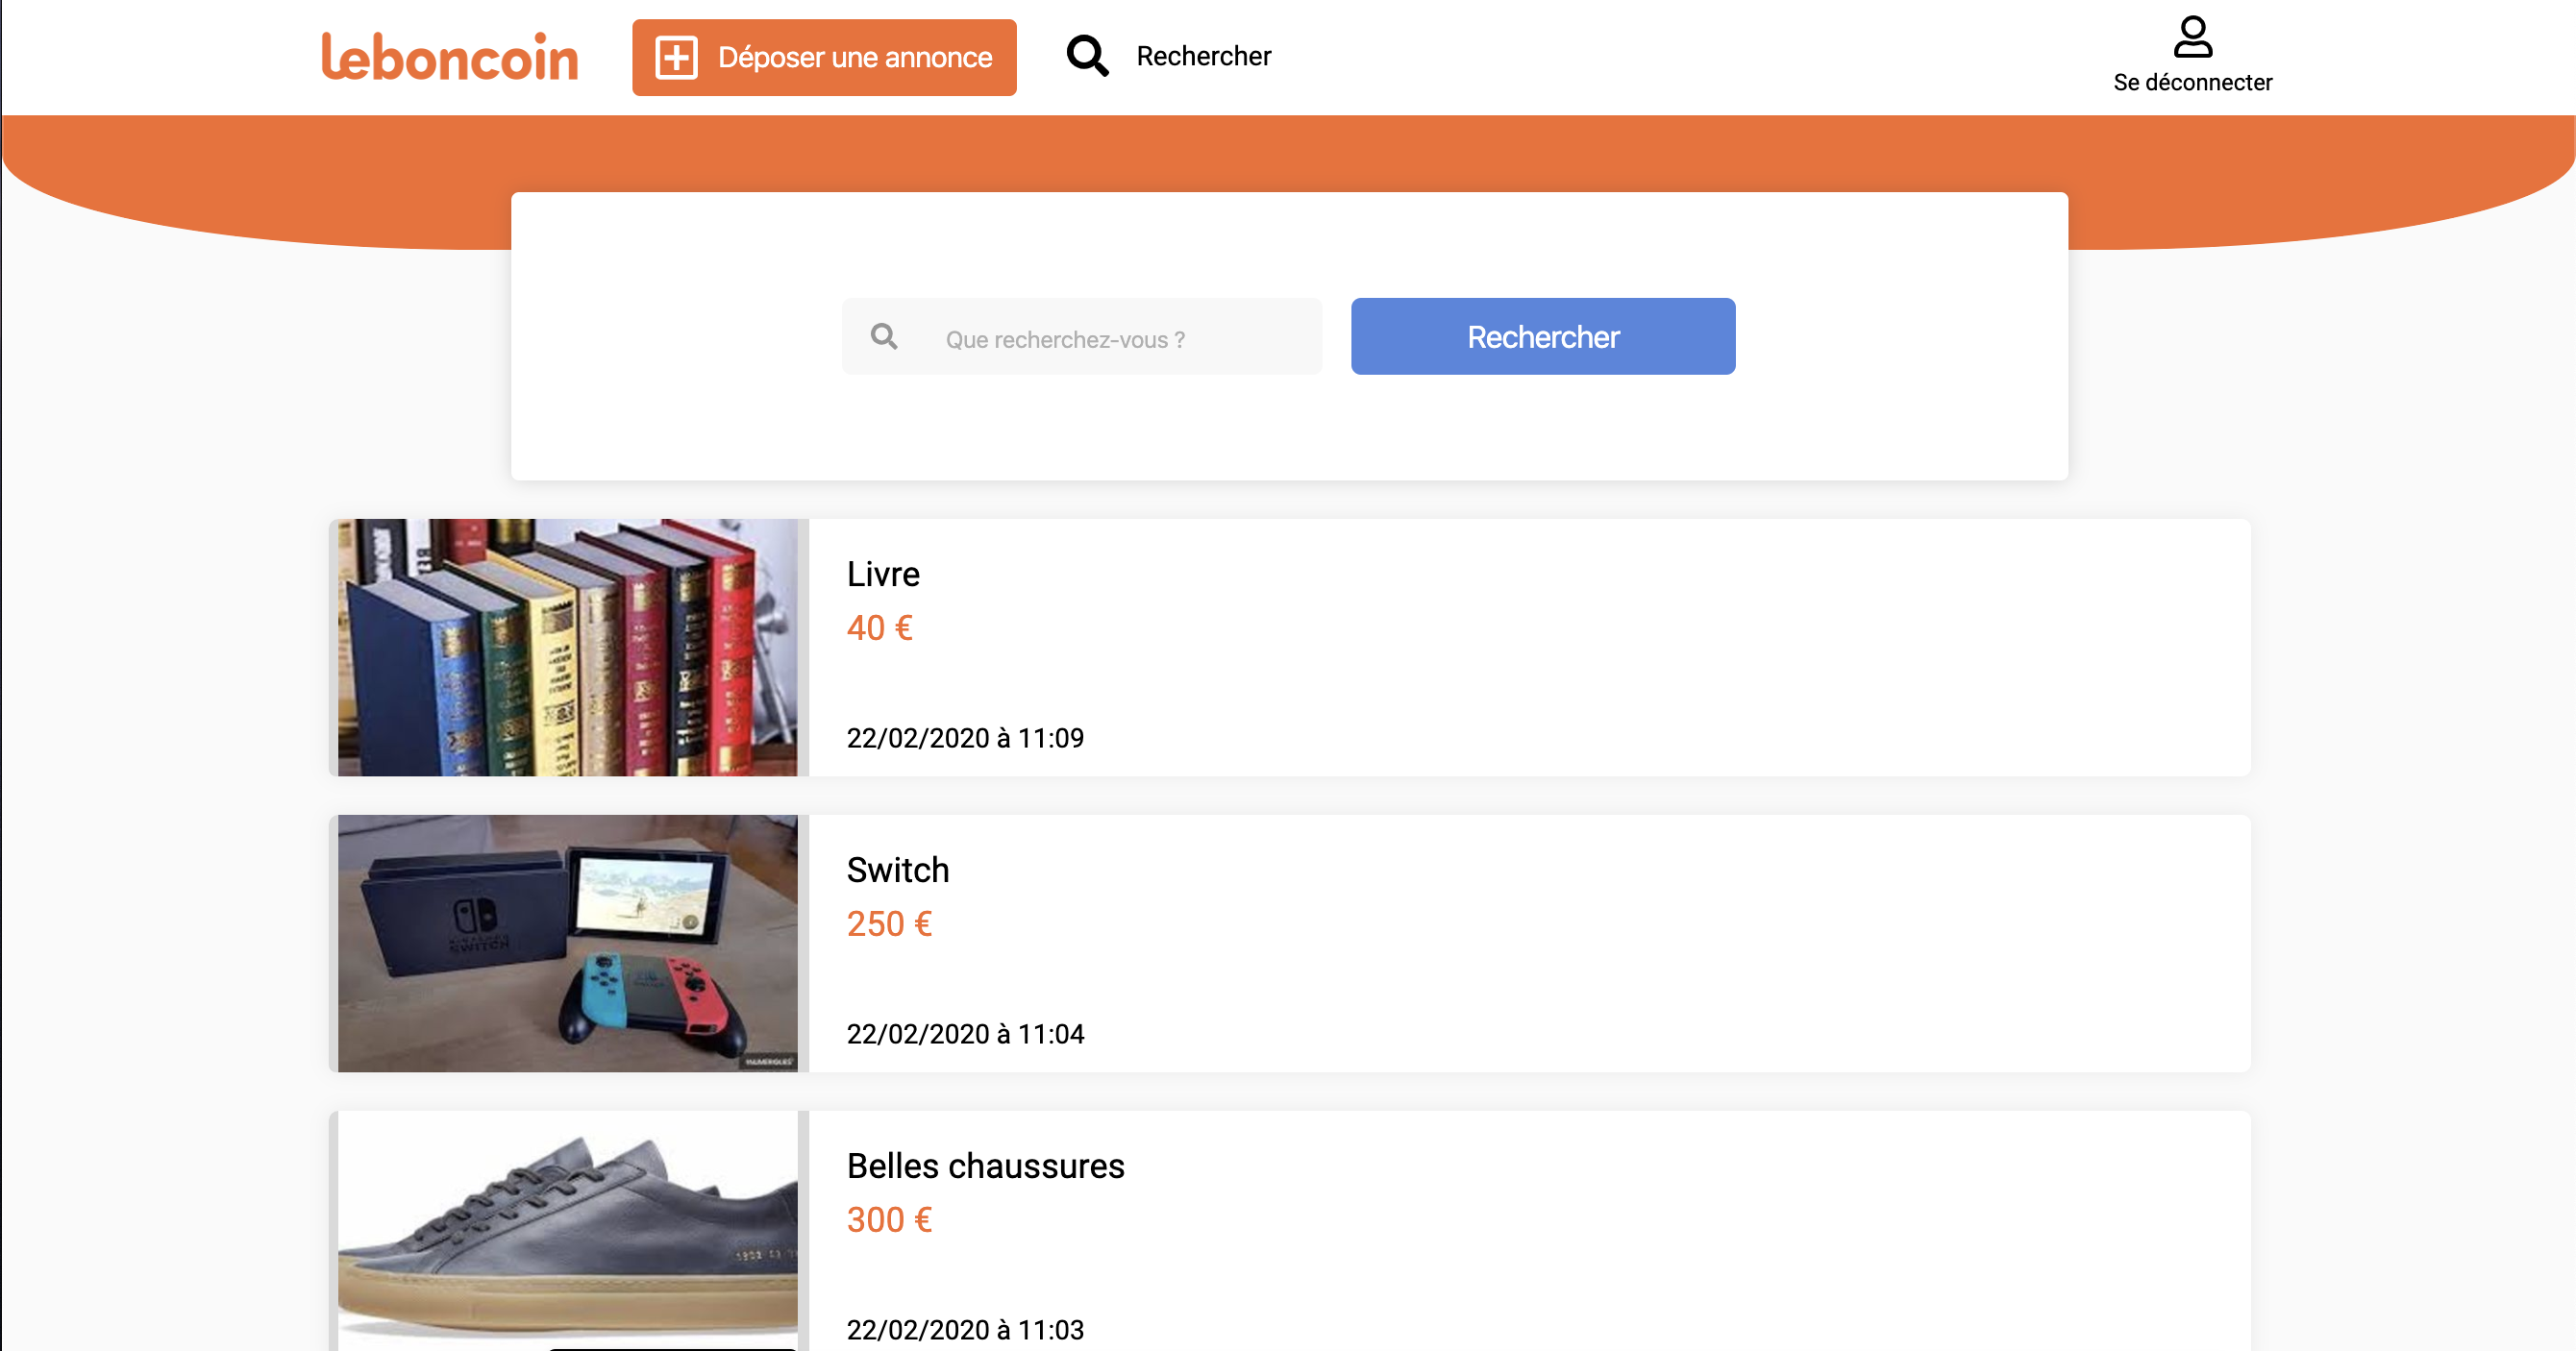 leboncoin
Déposer une annonce
Rechercher
Se déconnecter
Que recherchez-vous ?
Rechercher
Livre
40 €
22/02/2020 à 11:09
Switch
250 €
22/02/2020 à 11:04
SWITCH
Belles chaussures
300 €
22/02/2020 à 11:03